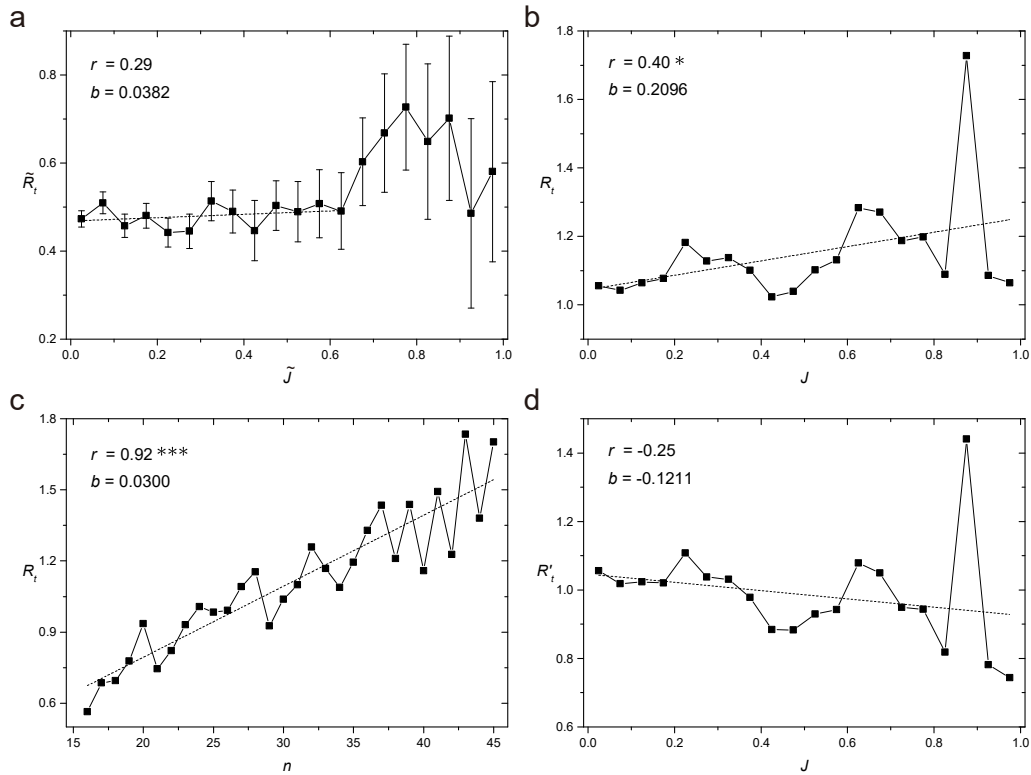 a
r = 0.29
b = 0.0382
0.8
0.6
0.4
0.2
R̃t
0.0 0.2 0.4 0.6 0.8 1.0
J̃
b
r = 0.40 *
b = 0.2096
1.8
1.6
1.4
1.2
1.0
Rt
0.0 0.2 0.4 0.6 0.8 1.0
J
c
r = 0.92 ***
b = 0.0300
1.8
1.5
1.2
0.9
0.6
Rt
15 20 25 30 35 40 45
n
d
r = -0.25
b = -0.1211
1.4
1.2
1.0
0.8
0.6
R't
0.0 0.2 0.4 0.6 0.8 1.0
J